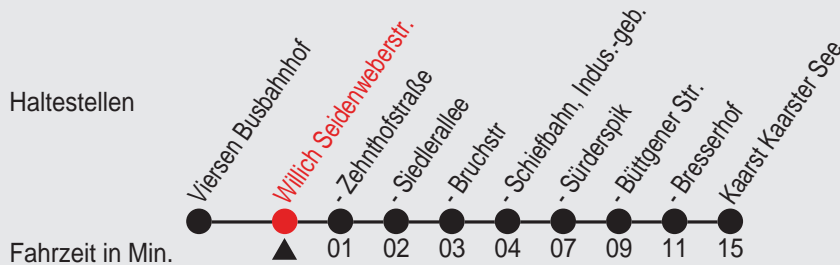 Haltestellen
Viersen Busbahnhof
Willich Seidenweberstr.
- Zehnthofstraße
- Siedlerallee
- Bruchstr
- Schiefbahn, Indus.-geb.
- Sürderspik
- Büttgener Str.
- Bresserhof
Kaarst Kaarster See
Fahrzeit in Min.
01 02 03 04 07 09 11 15